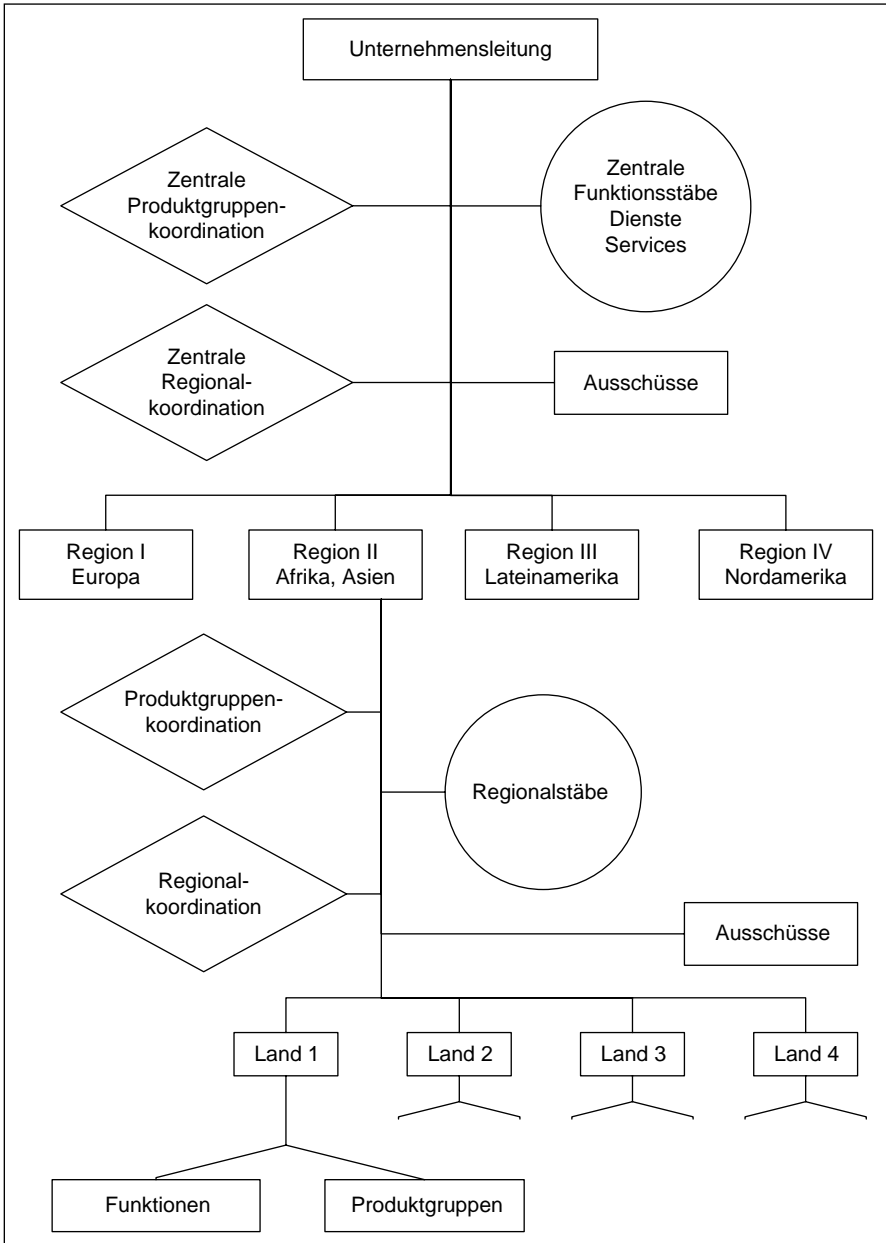 Unternehmensleitung
Zentrale
Produktgruppen-
koordination
Zentrale
Funktionsstäbe
Dienste
Services
Zentrale
Regional-
koordination
Ausschüsse
Region I
Europa
Region II
Afrika, Asien
Region III
Lateinamerika
Region IV
Nordamerika
Produktgruppen-
koordination
Regionalstäbe
Regional-
koordination
Ausschüsse
Land 1
Land 2
Land 3
Land 4
Funktionen
Produktgruppen